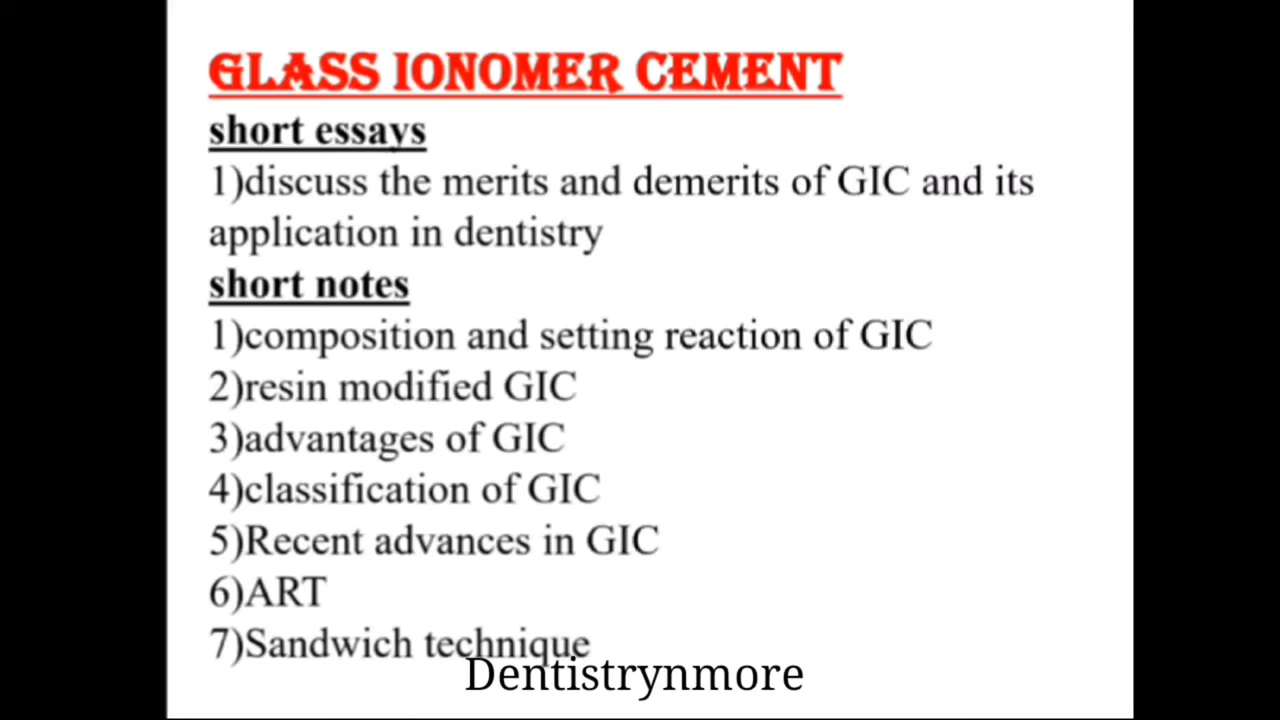 GLASS IONOMER CEMENT
short essays
1)discuss the merits and demerits of GIC and its
application in dentistry
short notes
1)composition and setting reaction of GIC
2)resin modified GIC
3)advantages of GIC
4)classification of GIC
5)Recent advances in GIC
6)ART
7)Sandwich technique
Dentistrynmore